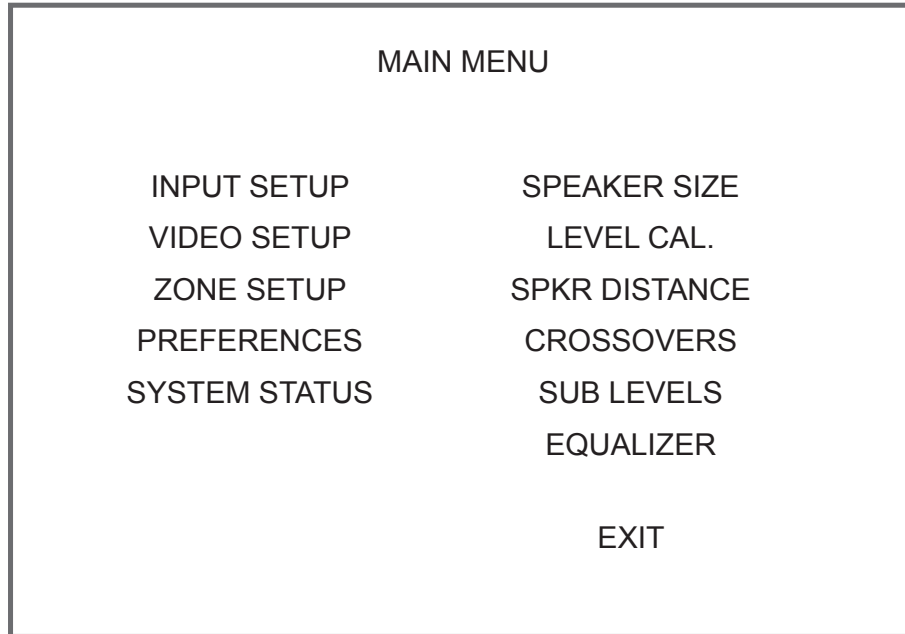 MAIN MENU
INPUT SETUP SPEAKER SIZE
VIDEO SETUP LEVEL CAL.
ZONE SETUP SPKR DISTANCE
PREFERENCES CROSSOVERS
SYSTEM STATUS SUB LEVELS
EQUALIZER
EXIT